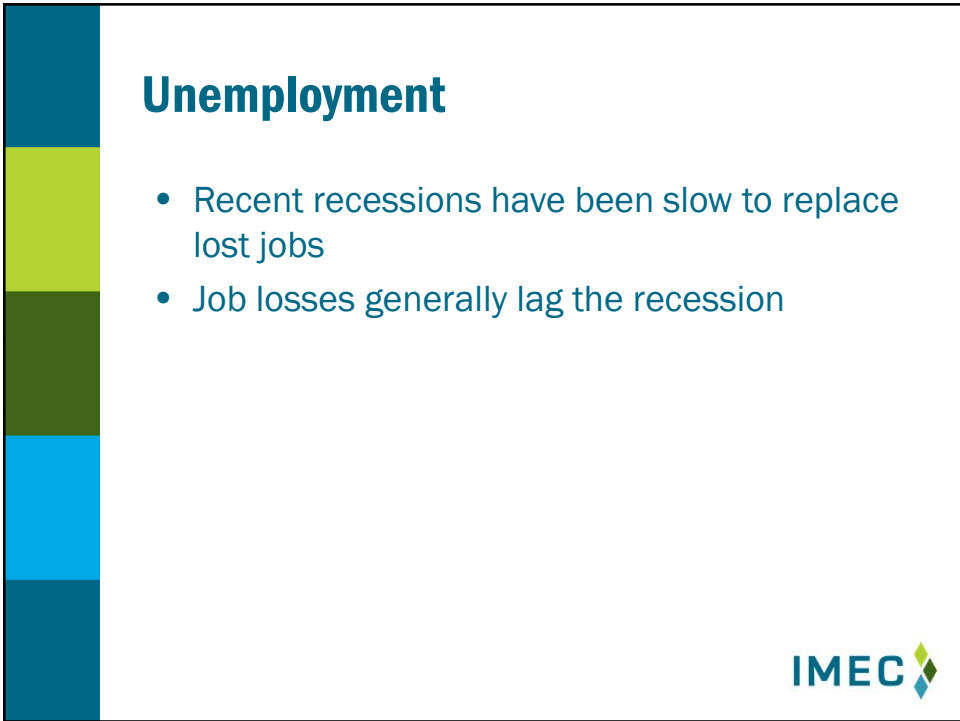 Unemployment
• Recent recessions have been slow to replace
lost jobs
• Job losses generally lag the recession
IMEC